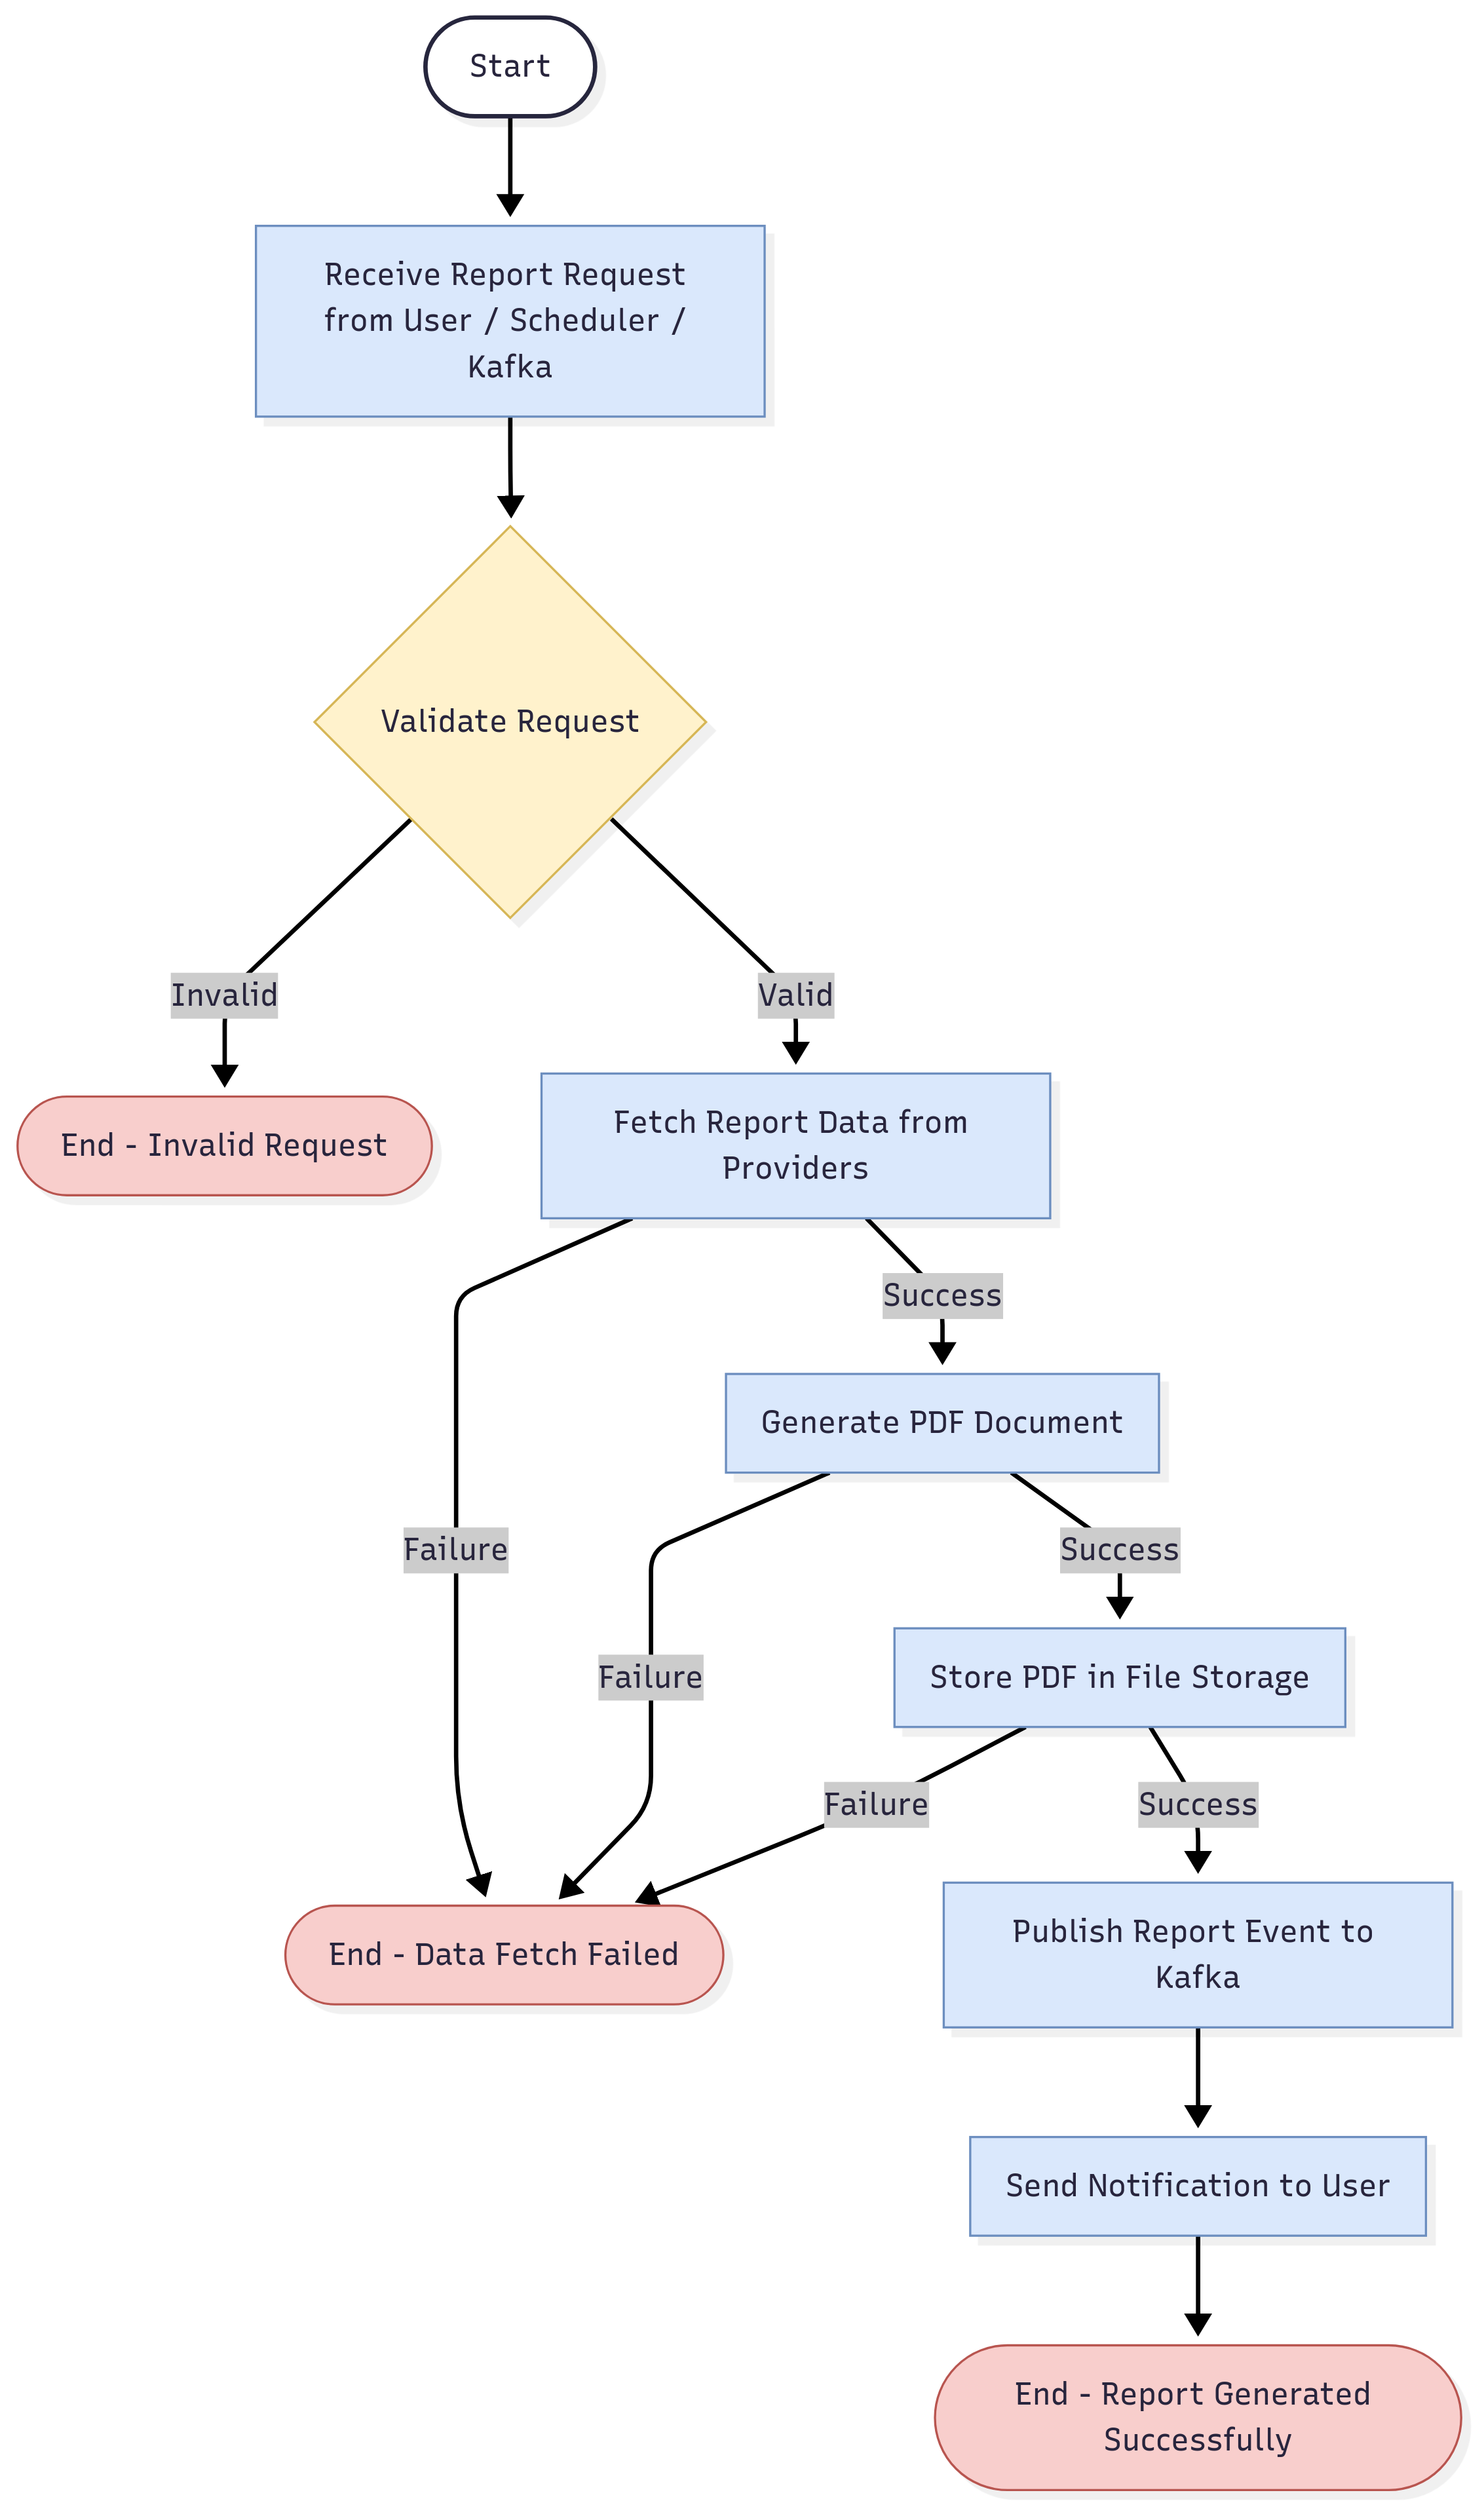 Start
Receive Report Request
from User / Scheduler /
Kafka
Validate Request
Invalid
Valid
End - Invalid Request
Fetch Report Data from
Providers
Success
Generate PDF Document
Failure
Success
Failure
Store PDF in File Storage
Failure
Success
End - Data Fetch Failed
Publish Report Event to
Kafka
Send Notification to User
End - Report Generated
Successfully